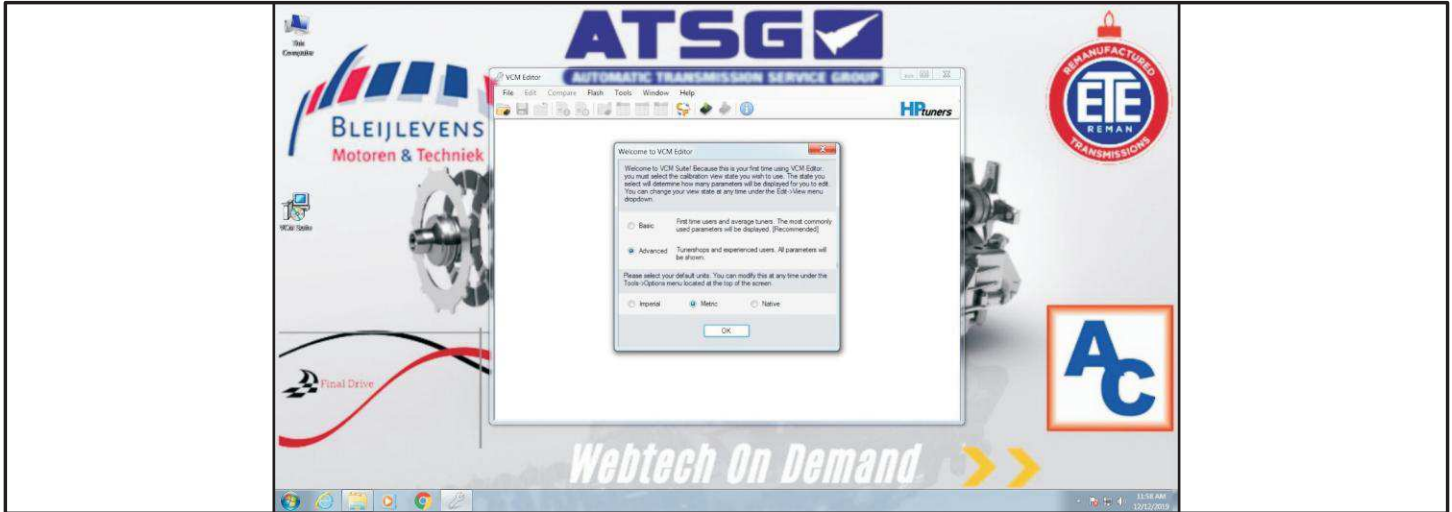 ATSG
AUTOMATIC TRANSMISSION SERVICE GROUP
This
Computer
BLEIJLEVENS
Motoren & Techniek
REMANUFACTURED
ETE
REMAN
TRANSMISSIONS
VCM Editor
File Edit Compare Flash Tools Window Help
HPtuners
Welcome to VCM Editor
Welcome to VCM Suite! Because this is your first time using VCM Editor,
you must select the calibration view state you wish to use. The state you
select will determine how many parameters will be displayed for you to edit.
You can change your view state at any time under the Edit->View menu
dropdown.
Basic
First time users and average tuners. The most commonly
used parameters will be displayed. [Recommended]
Advanced
Tunershops and experienced users. All parameters will
be shown.
Please select your default units. You can modify this at any time under the
Tools->Options menu located at the top of the screen.
Imperial Metric Native
OK
VCM Suite
Final Drive
AC
Webtech On Demand
11:58 AM
12/12/2019